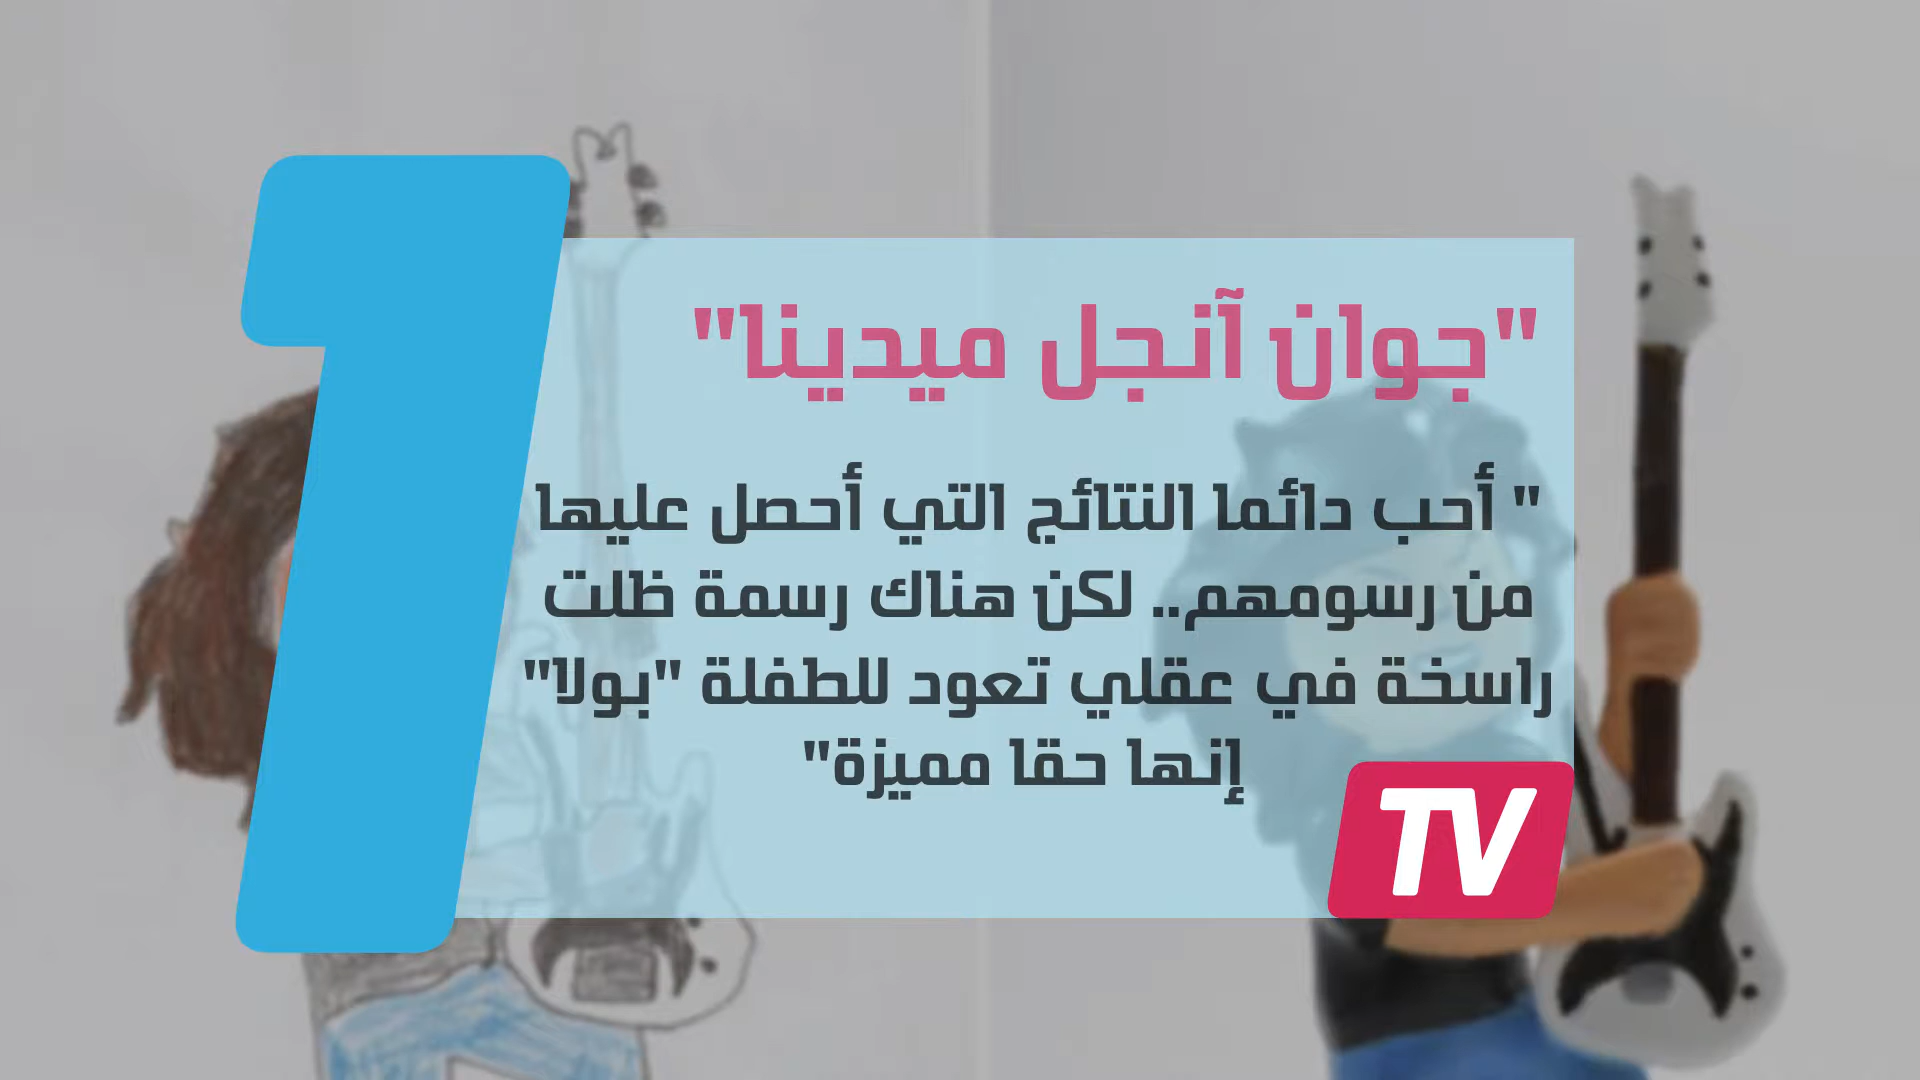 "جوان آنجل ميدينا"
" أحب دائما النتائج التي أحصل عليها
من رسومهم.. لكن هناك رسمة ظلت
راسخة في عقلي تعود للطفلة "بولا"
إنها حقا مميزة"
1
TV